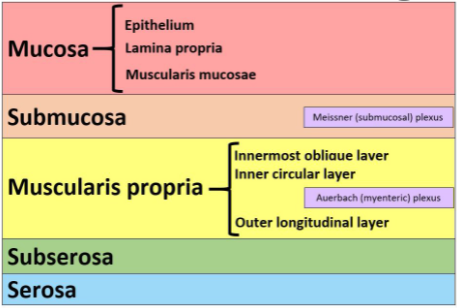 Mucosa
Epithelium
Lamina propria
Muscularis mucosae
Submucosa
Meissner (submucosal) plexus
Muscularis propria
Innermost oblique layer
Inner circular layer
Auerbach (myenteric) plexus
Outer longitudinal layer
Subserosa
Serosa